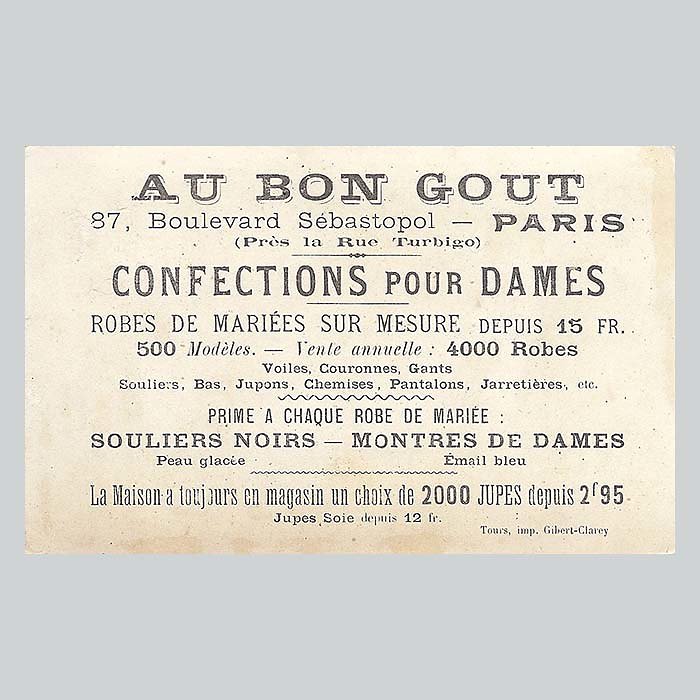 AU BON GOUT
87, Boulevard Sébastopol — PARIS
(Près la Rue Turbigo)
CONFECTIONS POUR DAMES
ROBES DE MARIÉES SUR MESURE DEPUIS 15 FR.
500 Modèles. — Vente annuelle : 4000 Robes
Voiles, Couronnes, Gants
Souliers, Bas, Jupons, Chemises, Pantalons, Jarretières, etc.
PRIME A CHAQUE ROBE DE MARIÉE :
SOULIERS NOIRS — MONTRES DE DAMES
Peau glacée Émail bleu
La Maison a toujours en magasin un choix de 2000 JUPES depuis 2f95
Jupes Soie depuis 12 fr.
Tours, imp. Gibert-Clarey